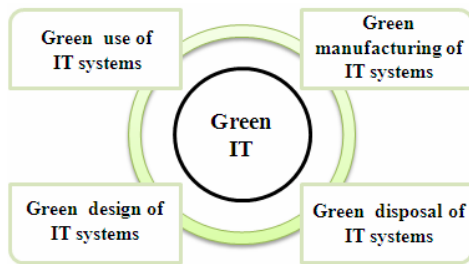 Green use of
IT systems
Green
manufacturing of
IT systems
Green
IT
Green design of
IT systems
Green disposal of
IT systems